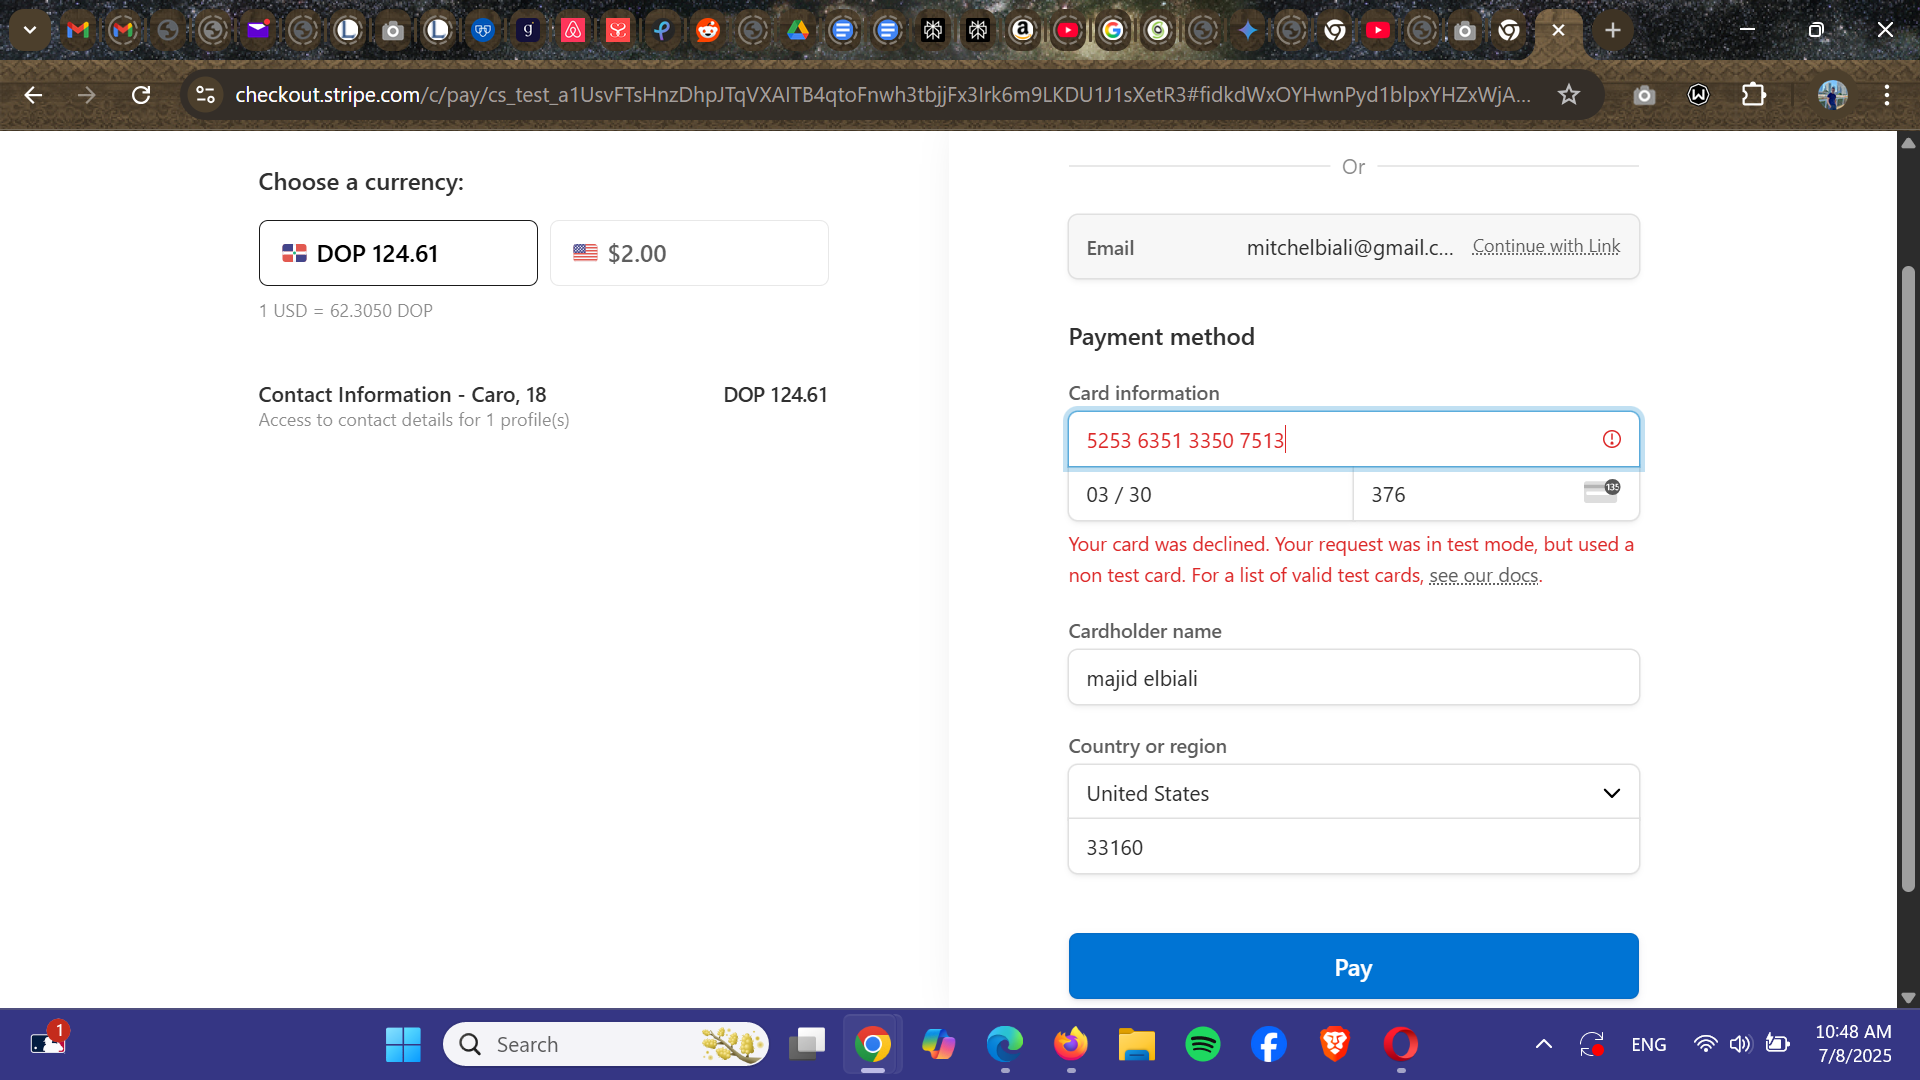 checkout.stripe.com/c/pay/cs_test_a1UsvFTsHnzDhpJTqVXAITB4qtoFnwh3tbjjFx3Irk6m9LKDU1J1sXetR3#fidkdWxOYHwnPyd1blpxYHZxWjA...
Choose a currency:
DOP 124.61
$2.00
1 USD = 62.3050 DOP
Contact Information - Caro, 18
DOP 124.61
Access to contact details for 1 profile(s)
Or
Email
mitchelbiali@gmail.c...
Continue with Link
Payment method
Card information
5253 6351 3350 7513
03 / 30
376
135
Your card was declined. Your request was in test mode, but used a
non test card. For a list of valid test cards, see our docs.
Cardholder name
majid elbiali
Country or region
United States
33160
Pay
1
Search
ENG
10:48 AM
7/8/2025